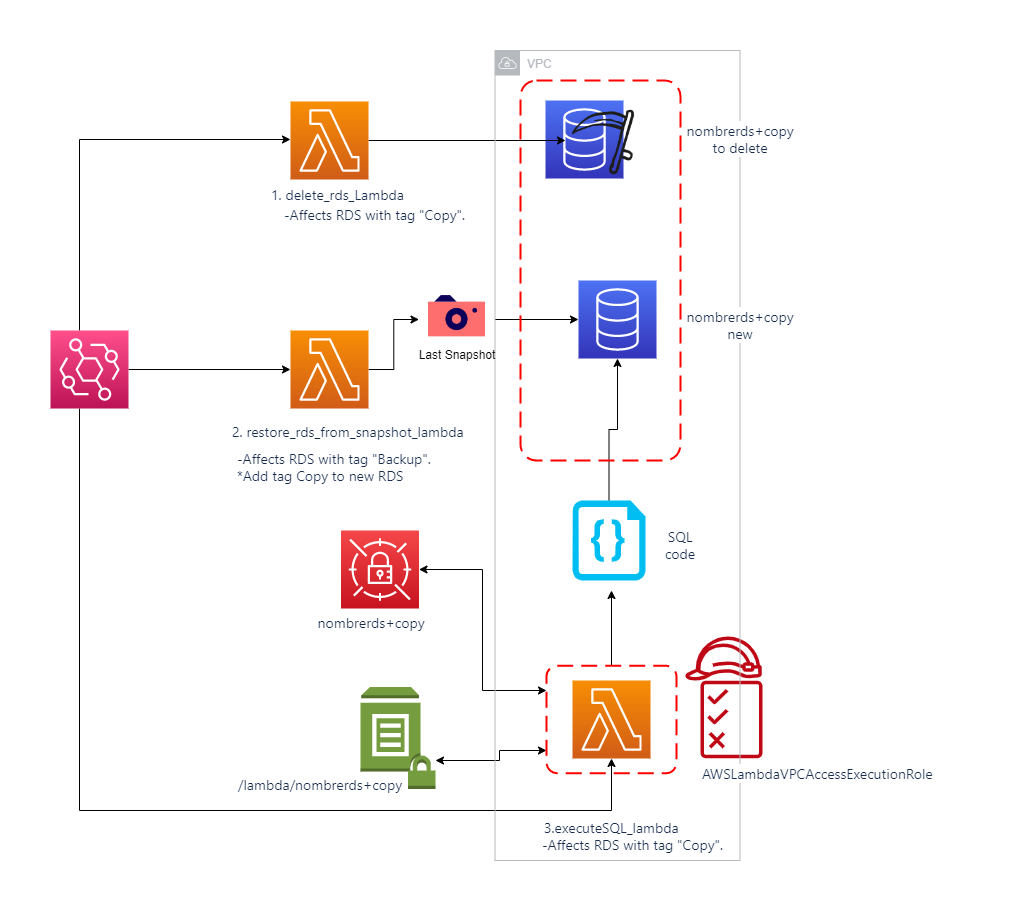 VPC
nombrerds+copy
to delete
1. delete_rds_Lambda
-Affects RDS with tag "Copy".
Last Snapshot
nombrerds+copy
new
2. restore_rds_from_snapshot_lambda
-Affects RDS with tag "Backup".
*Add tag Copy to new RDS
SQL
code
nombrerds+copy
/lambda/nombrerds+copy
AWSLambdaVPCAccessExecutionRole
3.executeSQL_lambda
-Affects RDS with tag "Copy".